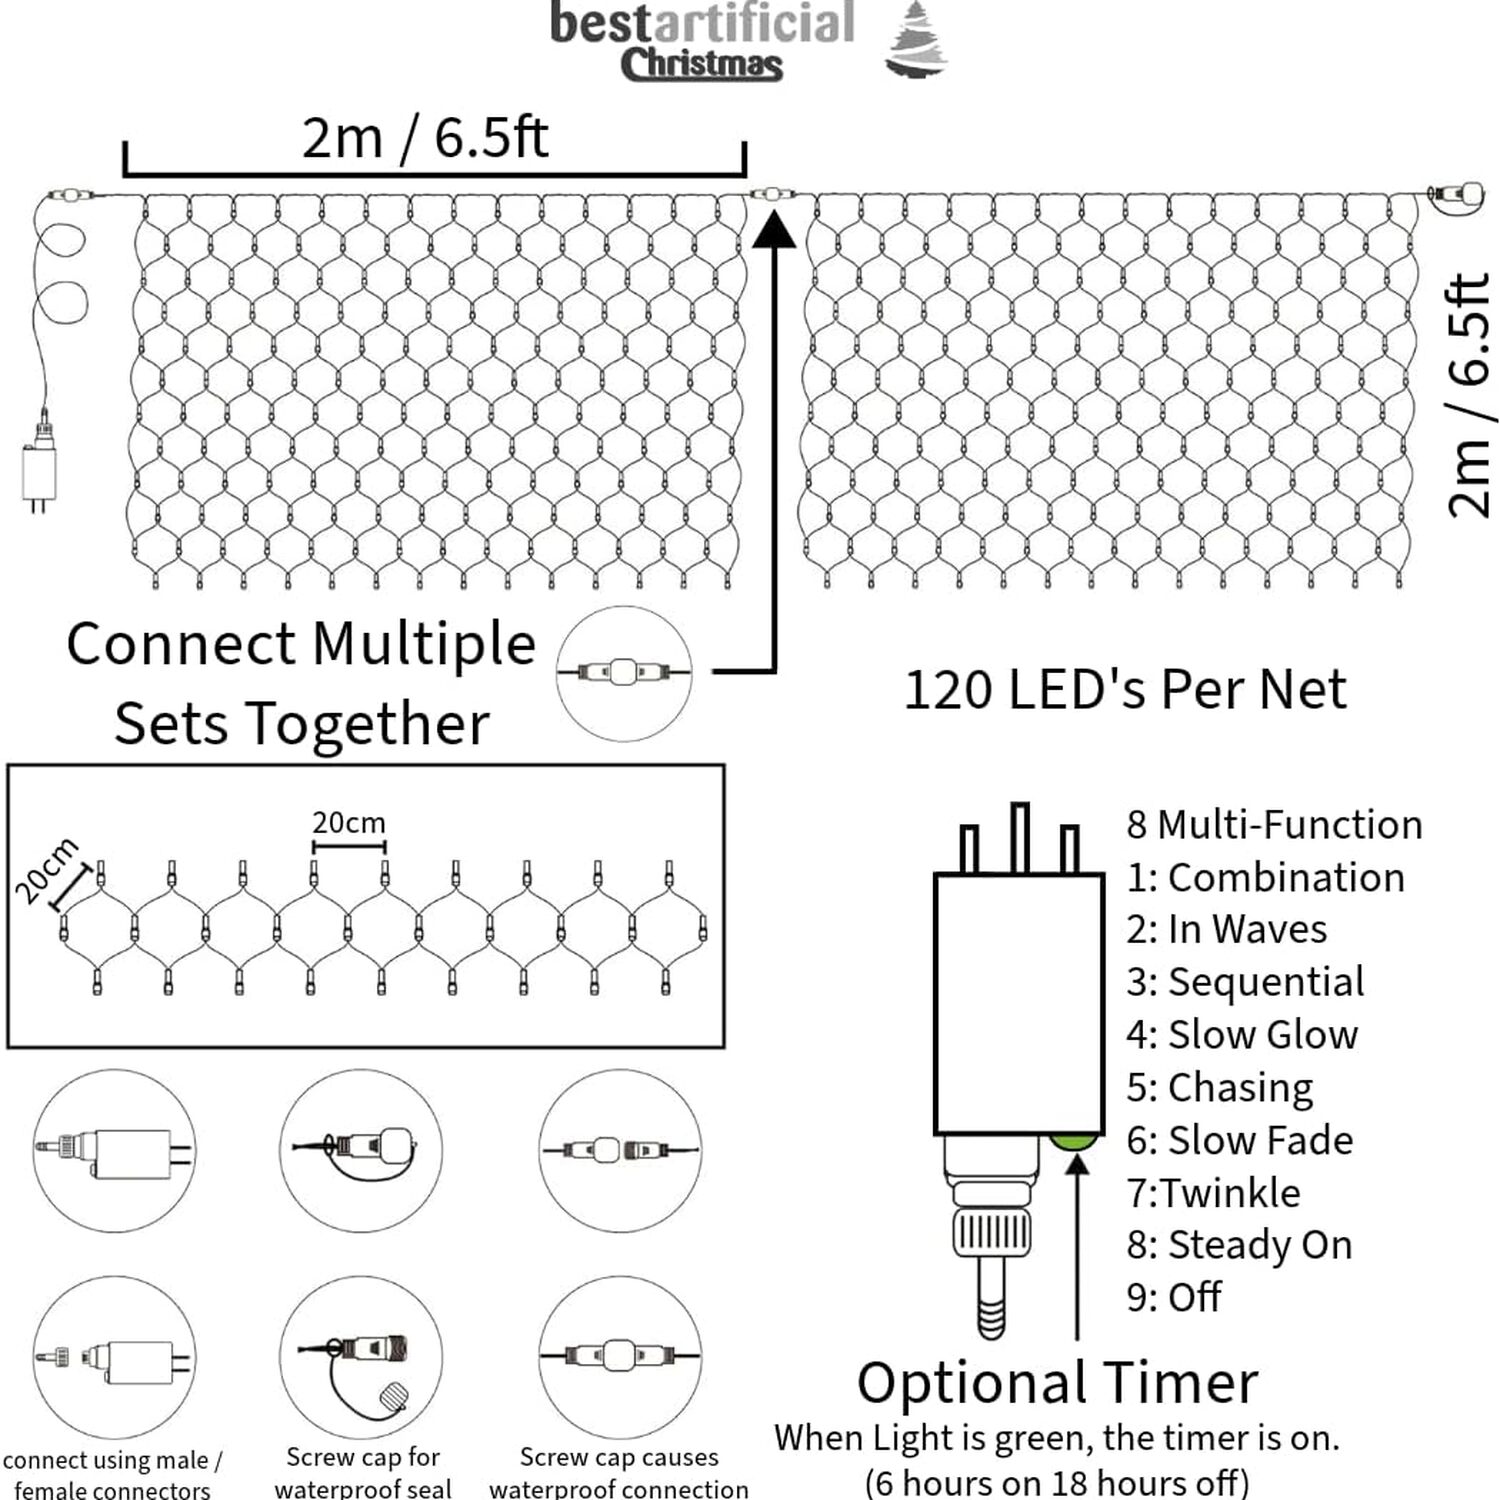 bestartificial
Christmas
2m / 6.5ft
2m / 6.5ft
Connect Multiple
Sets Together
120 LED's Per Net
20cm
20cm
8 Multi-Function
1: Combination
2: In Waves
3: Sequential
4: Slow Glow
5: Chasing
6: Slow Fade
7:Twinkle
8: Steady On
9: Off
Optional Timer
When Light is green, the timer is on.
(6 hours on 18 hours off)
connect using male /
female connectors
Screw cap for
waterproof seal
Screw cap causes
waterproof connection